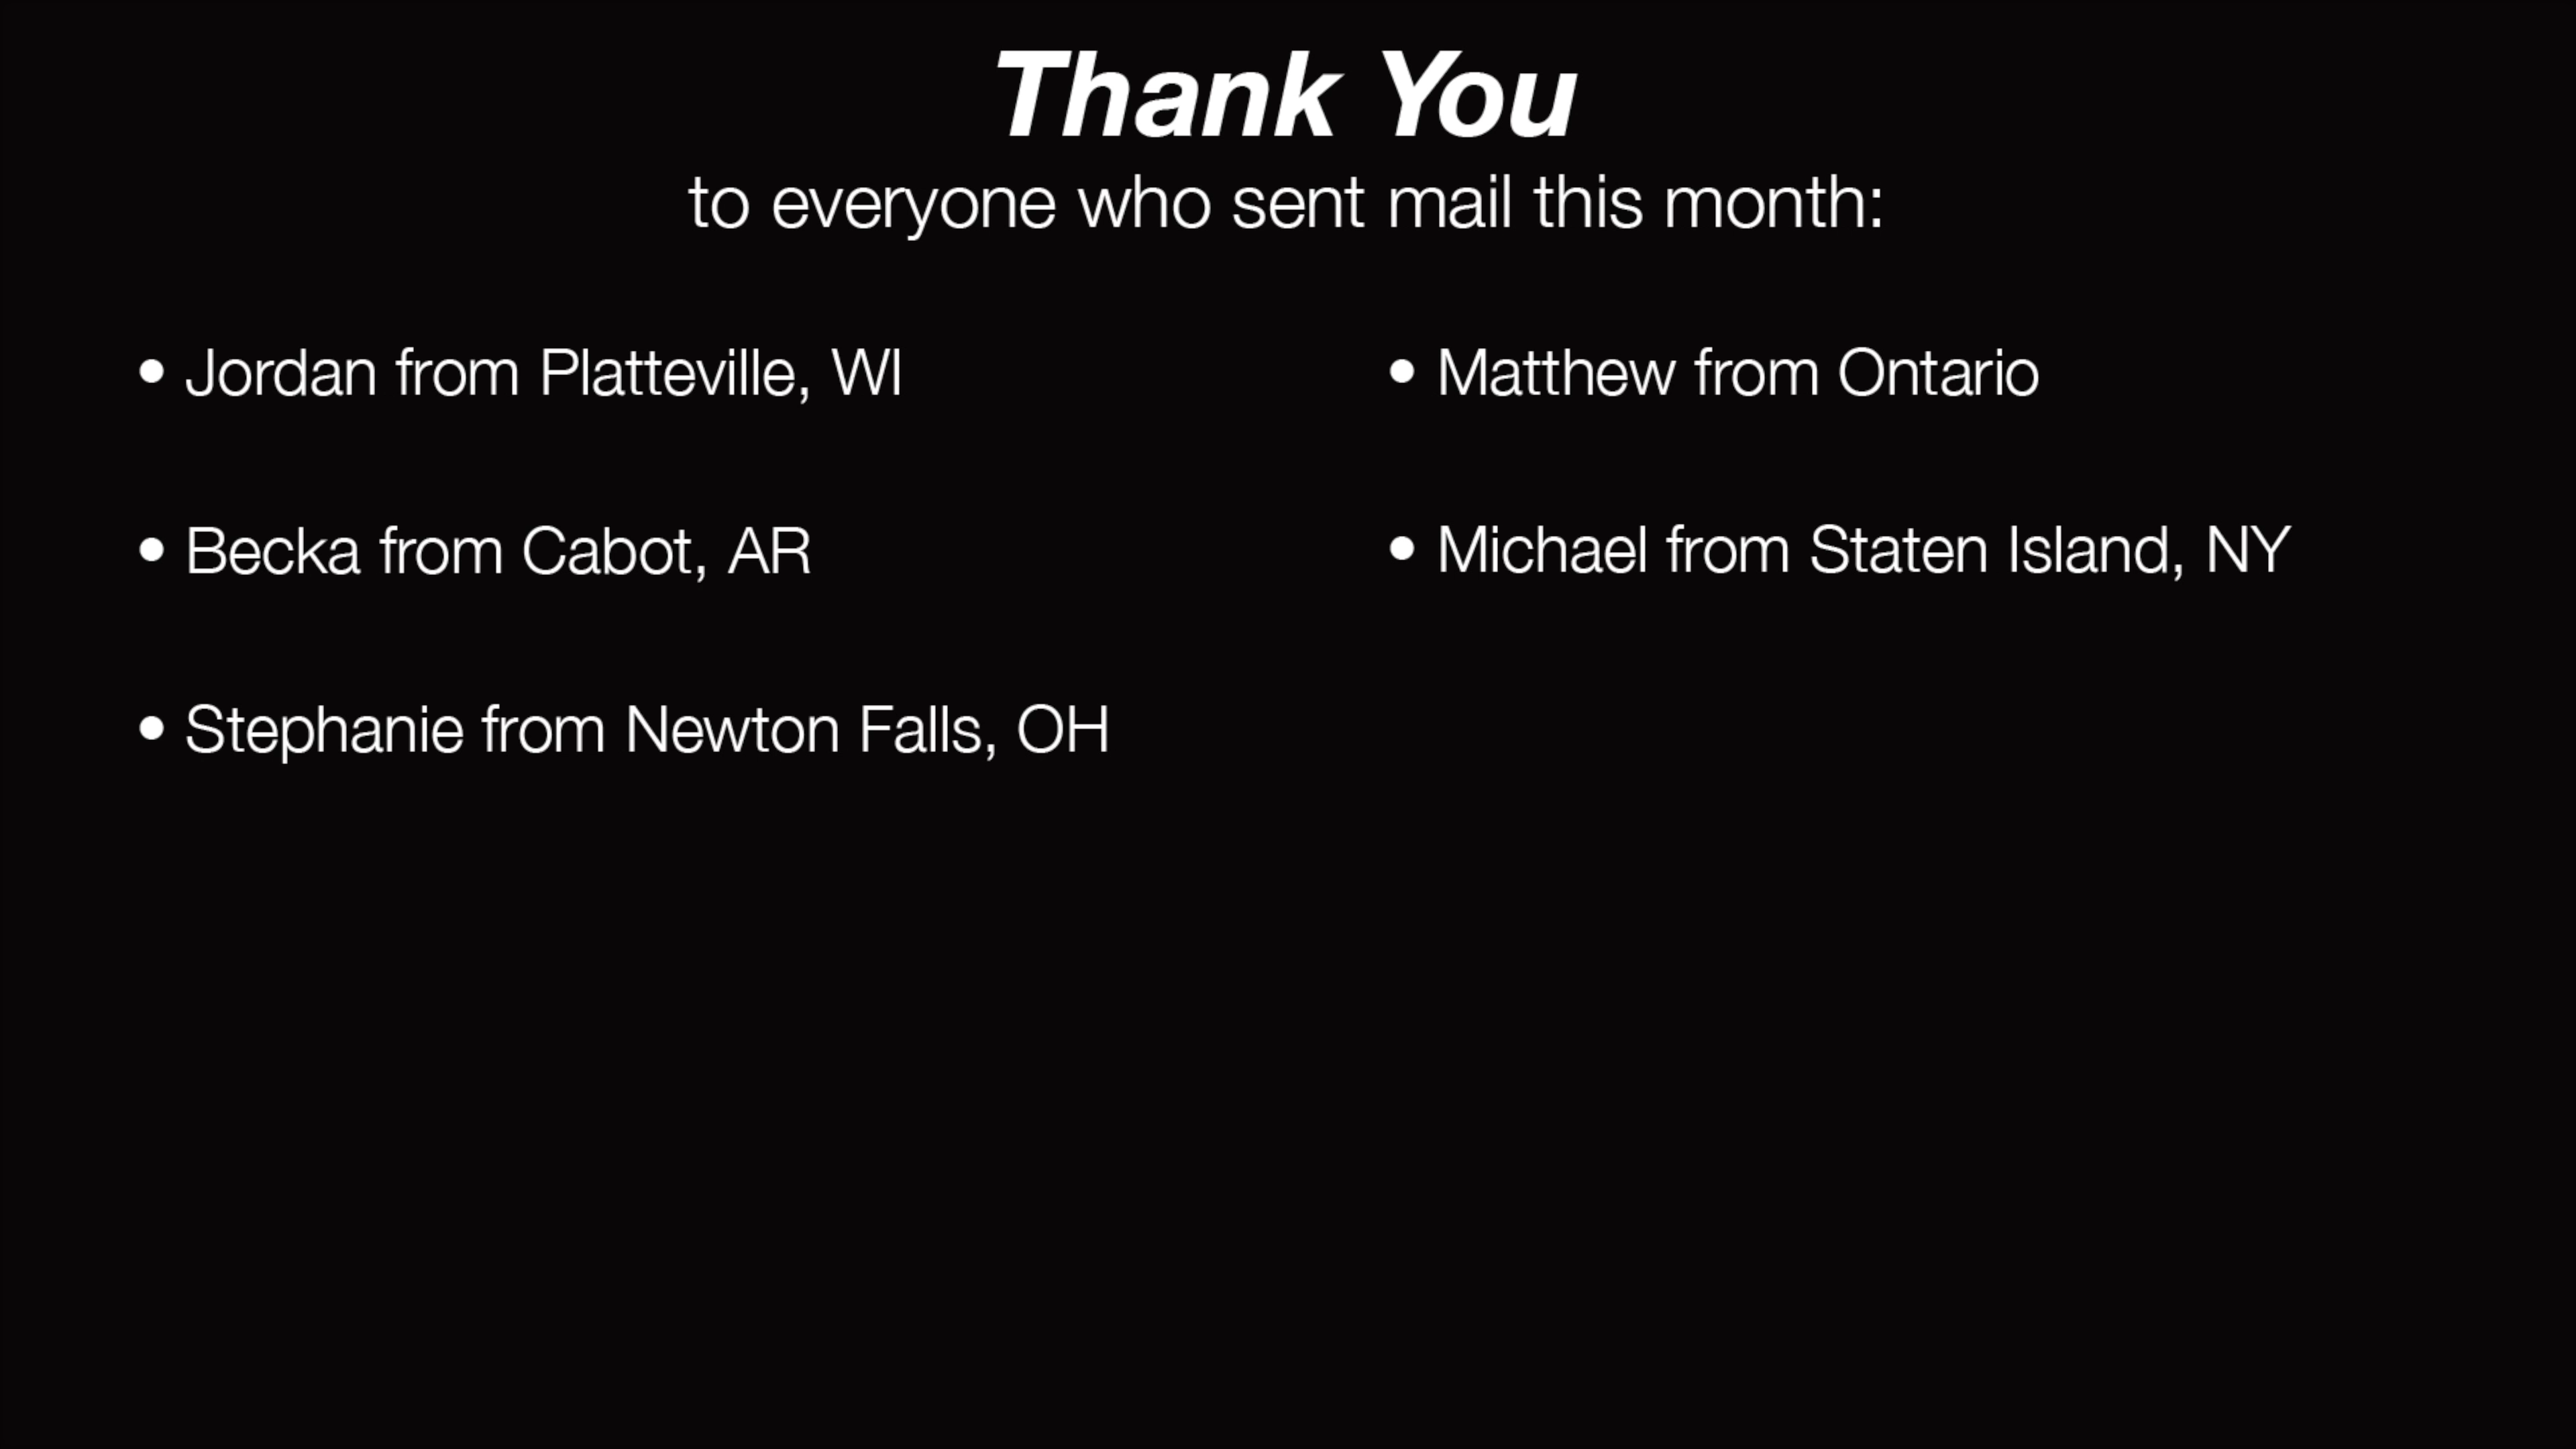 Thank You
to everyone who sent mail this month:
• Jordan from Platteville, WI
• Becka from Cabot, AR
• Stephanie from Newton Falls, OH
• Matthew from Ontario
• Michael from Staten Island, NY